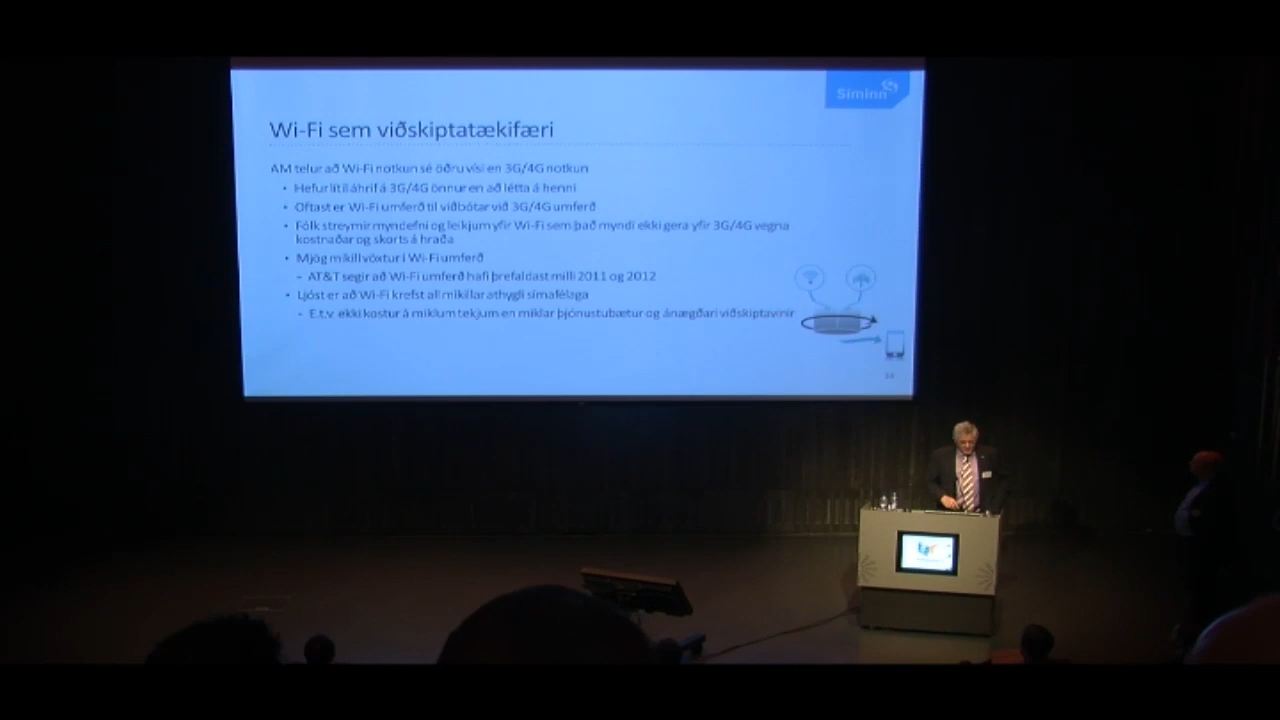 Síminn
Wi-Fi sem viðskiptatækifæri
AM telur að Wi-Fi notkun sé öðru vísi en 3G/4G notkun
• Hefur lítil áhrif á 3G/4G önnur en að létta á henni
• Oftast er Wi-Fi umferð til viðbótar við 3G/4G umferð
• Fólk streymir myndefni og leikjum yfir Wi-Fi sem það myndi ekki gera yfir 3G/4G vegna
kostnaðar og skorts á hraða
• Mjög mikill vöxtur í Wi-Fi umferð
– AT&T segir að Wi-Fi umferð hafi þrefaldast milli 2011 og 2012
• Ljóst er að Wi-Fi krefst all mikillar athygli símafélaga
– E.t.v. ekki kostur á miklum tekjum en miklar þjónustubætur og ánægðari viðskiptavinir